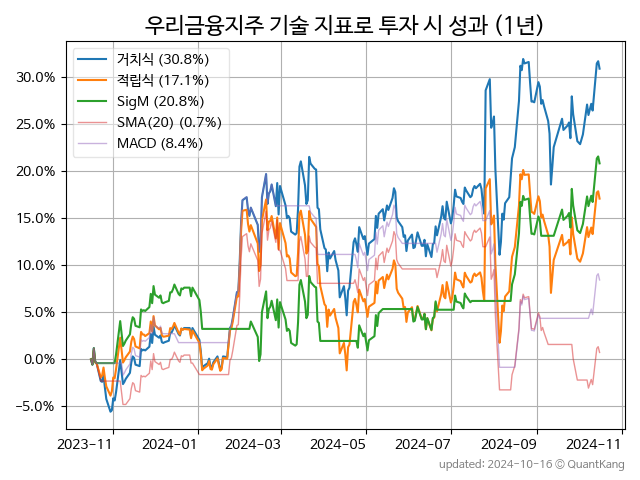 우리금융지주 기술 지표로 투자 시 성과 (1년)
거치식 (30.8%)
적립식 (17.1%)
SigM (20.8%)
SMA(20) (0.7%)
MACD (8.4%)
30.0%
25.0%
20.0%
15.0%
10.0%
5.0%
0.0%
−5.0%
2023-11 2024-01 2024-03 2024-05 2024-07 2024-09 2024-11
updated: 2024-10-16 © QuantKang